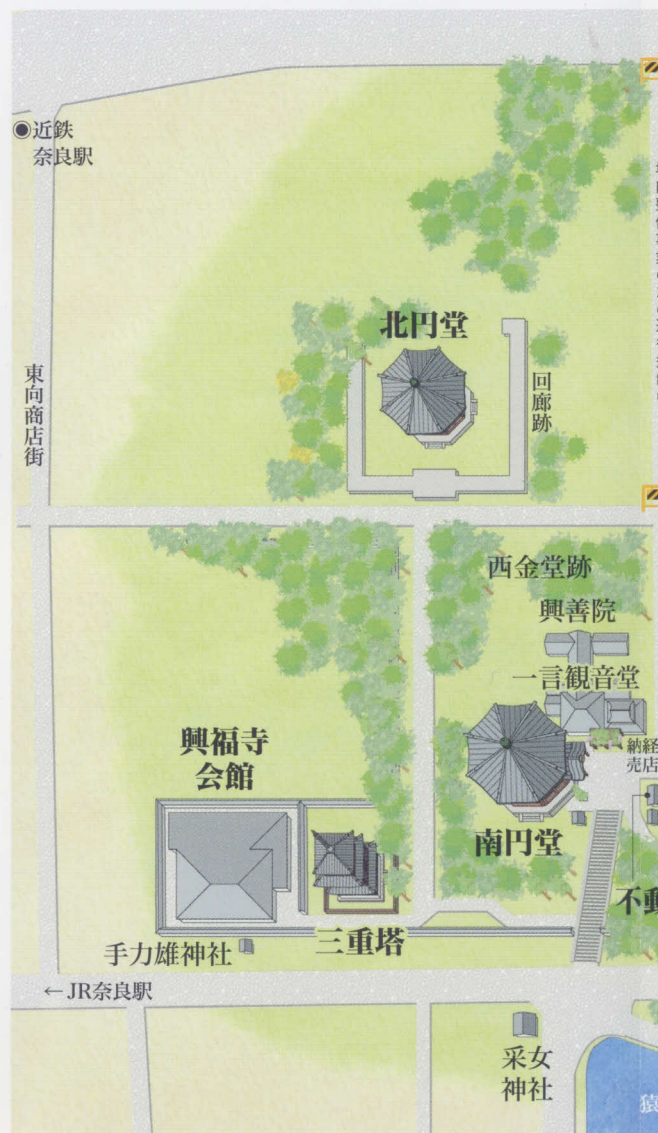 ◉近鉄
奈良駅
東向商店街
北円堂
回廊跡
西金堂跡
興善院
一言観音堂
興福寺
会館
納経
売店
南円堂
不動
三重塔
手力雄神社
←JR奈良駅
采女
神社
猿